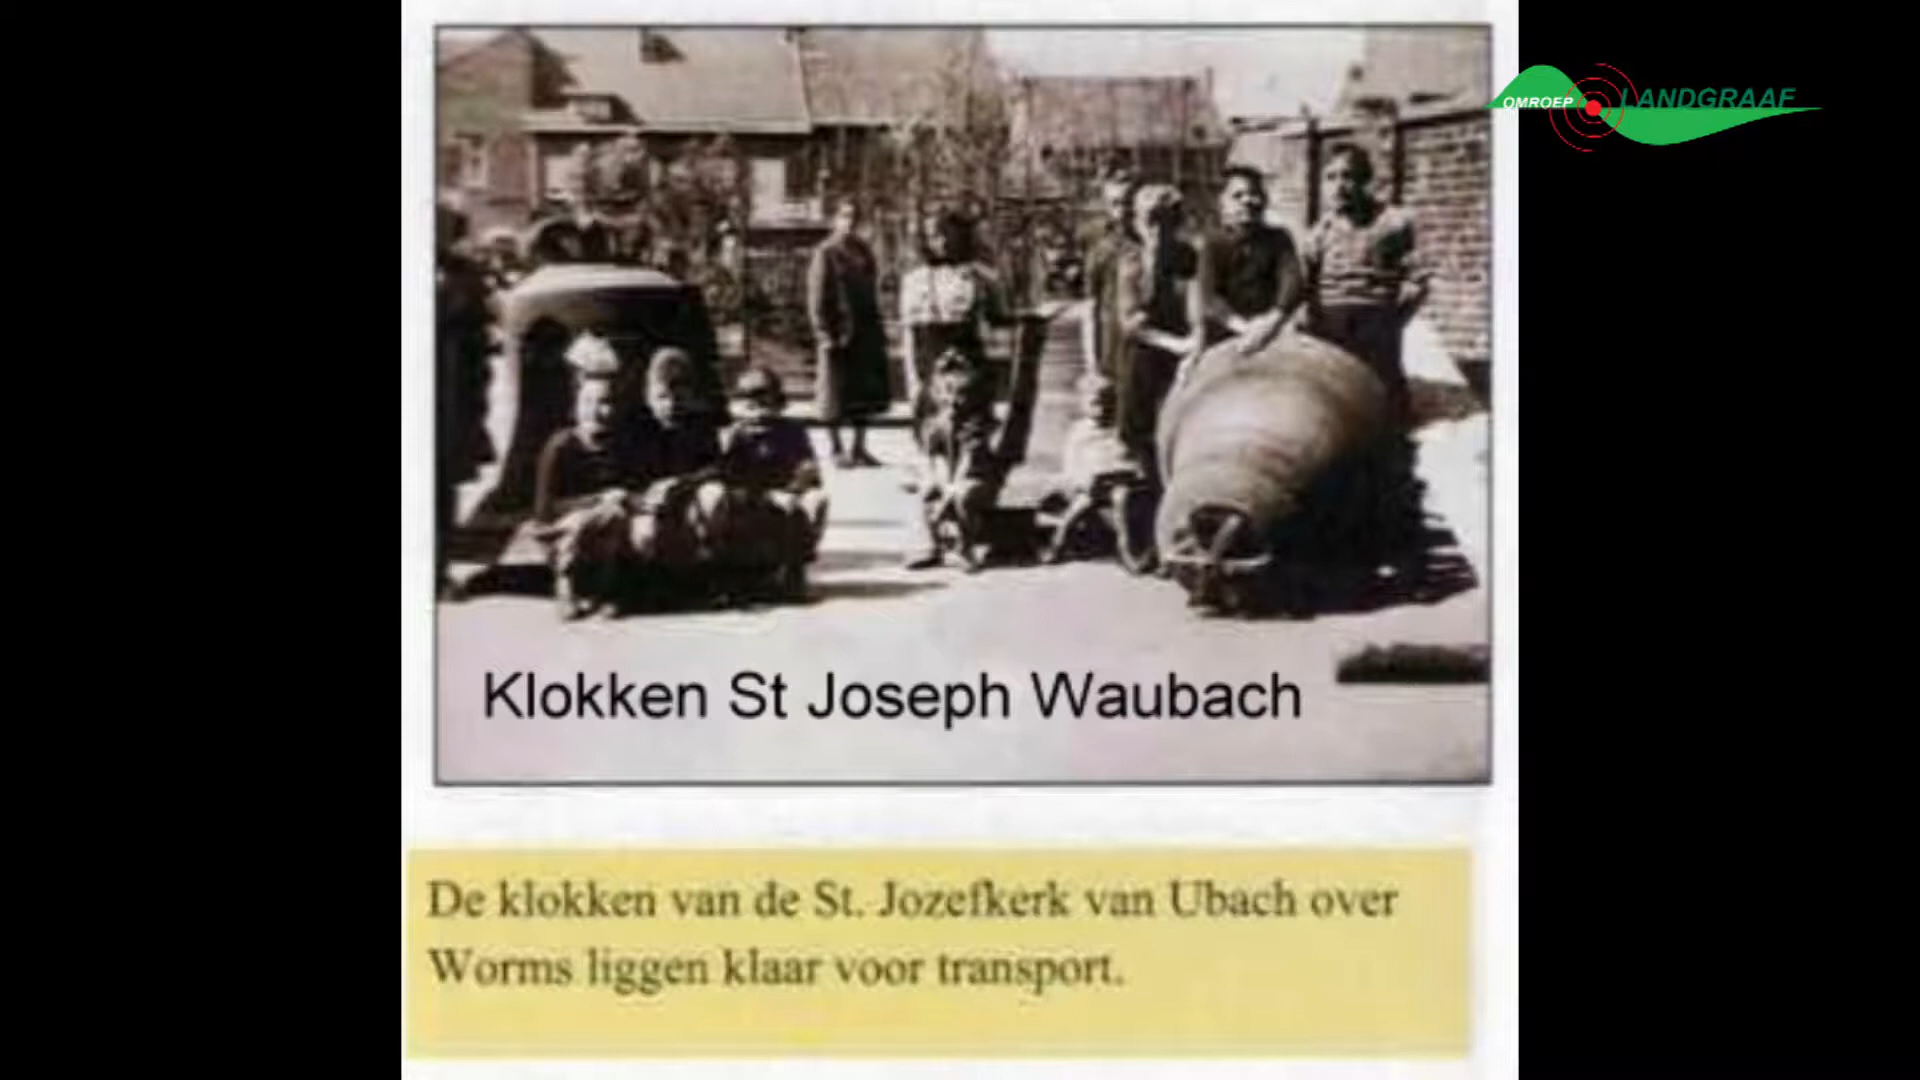 OMROEP LANDGRAAF
Klokken St Joseph Waubach
De klokken van de St. Jozefkerk van Ubach over
Worms liggen klaar voor transport.